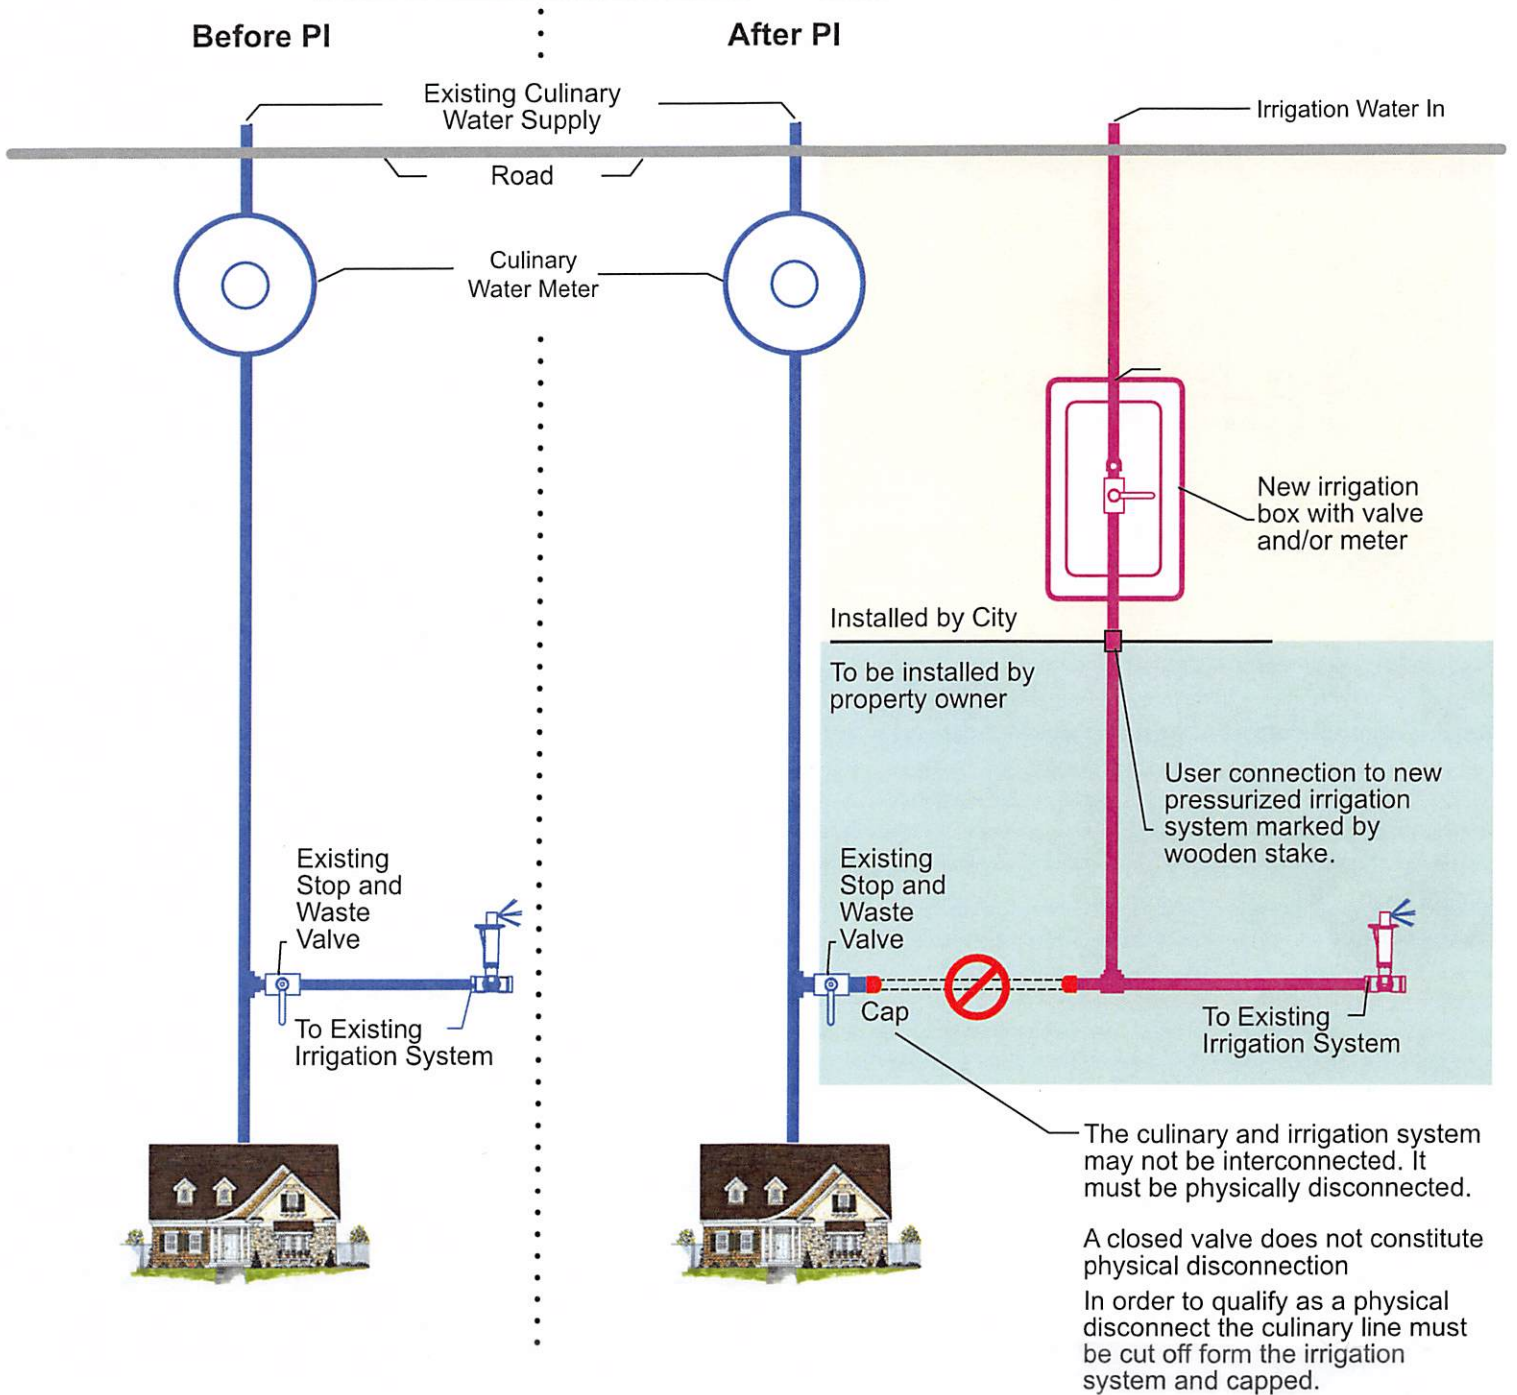 Before PI
After PI
Existing Culinary
Water Supply
Irrigation Water In
Road
Culinary
Water Meter
New irrigation
box with valve
and/or meter
Installed by City
To be installed by
property owner
User connection to new
pressurized irrigation
system marked by
wooden stake.
Existing
Stop and
Waste
Valve
To Existing
Irrigation System
Existing
Stop and
Waste
Valve
Cap
To Existing
Irrigation System
The culinary and irrigation system
may not be interconnected. It
must be physically disconnected.
A closed valve does not constitute
physical disconnection
In order to qualify as a physical
disconnect the culinary line must
be cut off form the irrigation
system and capped.